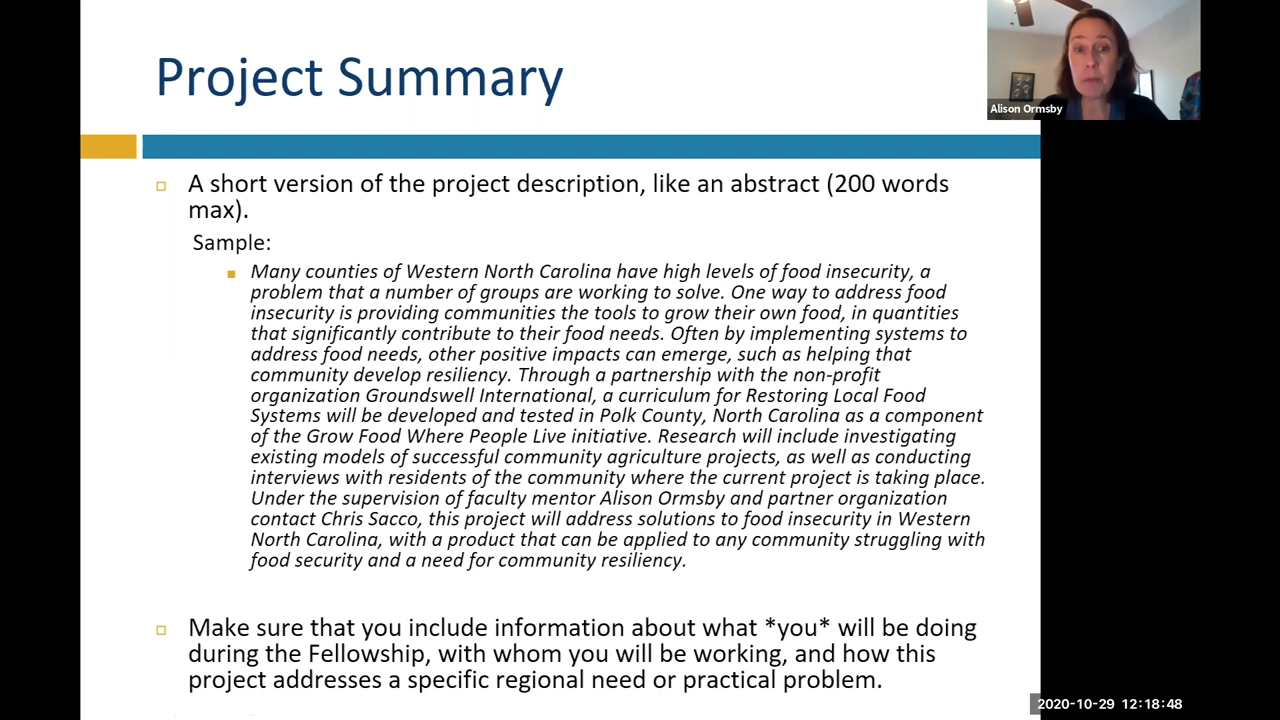 Project Summary
Alison Ormsby
A short version of the project description, like an abstract (200 words
max).
Sample:
Many counties of Western North Carolina have high levels of food insecurity, a
problem that a number of groups are working to solve. One way to address food
insecurity is providing communities the tools to grow their own food, in quantities
that significantly contribute to their food needs. Often by implementing systems to
address food needs, other positive impacts can emerge, such as helping that
community develop resiliency. Through a partnership with the non-profit
organization Groundswell International, a curriculum for Restoring Local Food
Systems will be developed and tested in Polk County, North Carolina as a component
of the Grow Food Where People Live initiative. Research will include investigating
existing models of successful community agriculture projects, as well as conducting
interviews with residents of the community where the current project is taking place.
Under the supervision of faculty mentor Alison Ormsby and partner organization
contact Chris Sacco, this project will address solutions to food insecurity in Western
North Carolina, with a product that can be applied to any community struggling with
food security and a need for community resiliency.
Make sure that you include information about what *you* will be doing
during the Fellowship, with whom you will be working, and how this
project addresses a specific regional need or practical problem.
2020-10-29 12:18:48